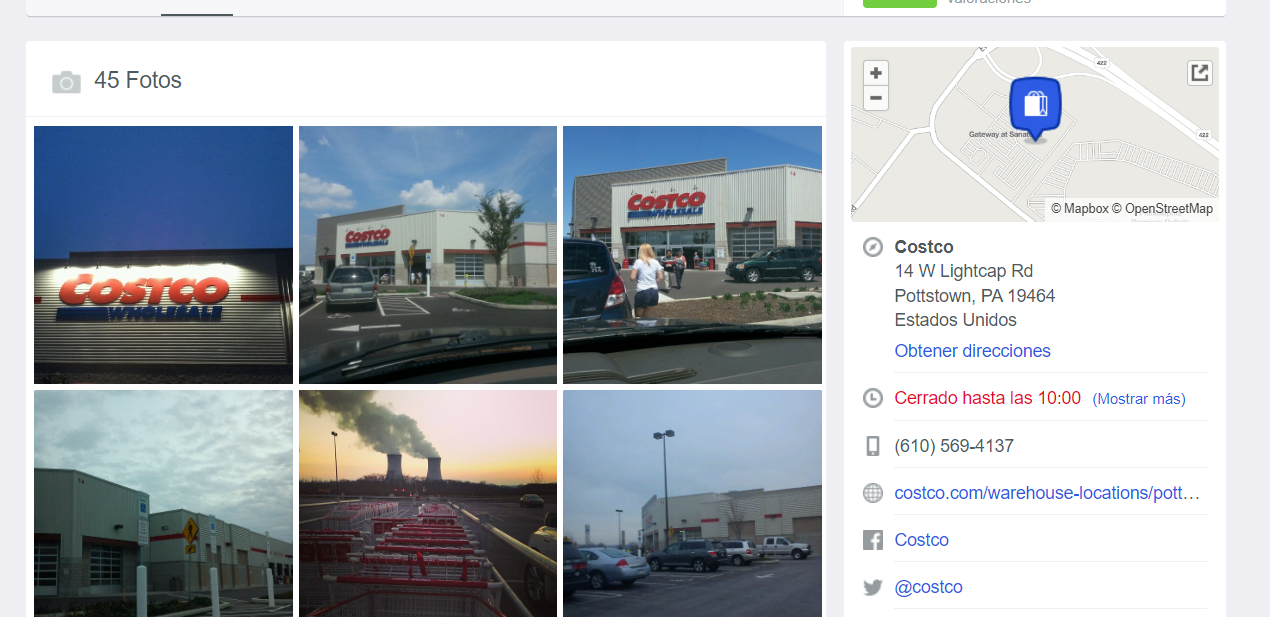 Valoraciones
45 Fotos
COSTCO
WHOLESALE
COSTCO
WHOLESALE
COSTCO
WHOLESALE
+
−
422
422
Gateway at Sanat
© Mapbox © OpenStreetMap
Costco
14 W Lightcap Rd
Pottstown, PA 19464
Estados Unidos
Obtener direcciones
Cerrado hasta las 10:00 (Mostrar más)
(610) 569-4137
costco.com/warehouse-locations/pott…
Costco
@costco